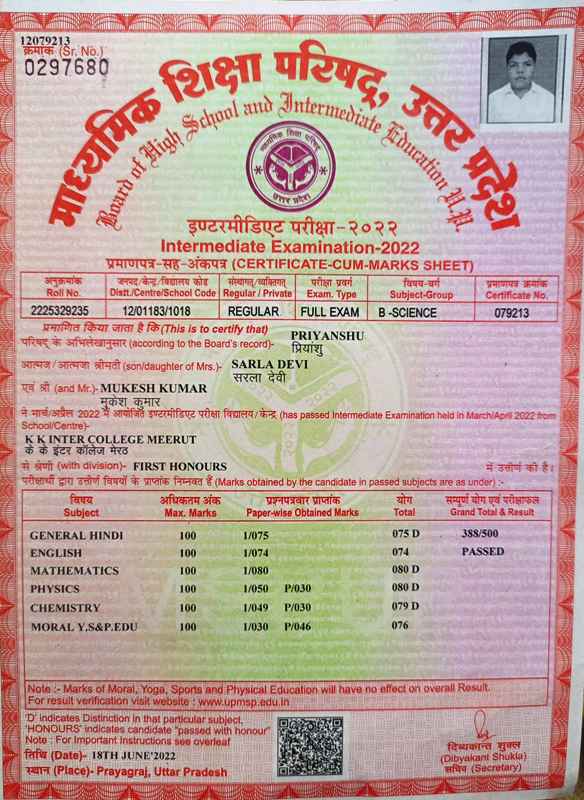 12079213
क्रमांक (Sr. No.)
0297680
माध्यमिक शिक्षा परिषद्, उत्तर प्रदेश
Board of High School and Intermediate Education U.P.
माध्यमिक शिक्षा परिषद्
उत्तर प्रदेश
इण्टरमीडिएट परीक्षा-२०२२
Intermediate Examination-2022
प्रमाणपत्र-सह-अंकपत्र (CERTIFICATE-CUM-MARKS SHEET)
अनुक्रमांक जनपद/केन्द्र/विद्यालय कोड संस्थागत/व्यक्तिगत परीक्षा प्रवर्ग विषय-वर्ग प्रमाणपत्र क्रमांक
Roll No. Distt./Centre/School Code Regular / Private Exam. Type Subject-Group Certificate No.
2225329235 12/01183/1018 REGULAR FULL EXAM B -SCIENCE 079213
प्रमाणित किया जाता है कि (This is to certify that) PRIYANSHU
परिषद् के अभिलेखानुसार (according to the Board's record)- प्रियांशु
आत्मज / आत्मजा श्रीमती (son/daughter of Mrs.)- SARLA DEVI
सरला देवी
एवं श्री (and Mr.)- MUKESH KUMAR
मुकेश कुमार
ने मार्च/अप्रैल 2022 में आयोजित इण्टरमीडिएट परीक्षा विद्यालय/ केन्द्र (has passed Intermediate Examination held in March/April 2022 from
School/Centre)-
K K INTER COLLEGE MEERUT
के के इंटर कॉलेज मेरठ
से श्रेणी (with division)- FIRST HONOURS में उत्तीर्ण की है।
परीक्षार्थी द्वारा उत्तीर्ण विषयों के प्राप्तांक निम्नवत हैं (Marks obtained by the candidate in passed subjects are as under) :-
विषय अधिकतम अंक प्रश्नपत्रवार प्राप्तांक योग सम्पूर्ण योग एवं परीक्षाफल
Subject Max. Marks Paper-wise Obtained Marks Total Grand Total & Result
GENERAL HINDI 100 1/075 075 D 388/500
ENGLISH 100 1/074 074 PASSED
MATHEMATICS 100 1/080 080 D
PHYSICS 100 1/050 P/030 080 D
CHEMISTRY 100 1/049 P/030 079 D
MORAL Y,S&P.EDU 100 1/030 P/046 076
Note :- Marks of Moral, Yoga, Sports and Physical Education will have no effect on overall Result.
For result verification visit website : www.upmsp.edu.in
'D' indicates Distinction in that particular subject,
'HONOURS' indicates candidate "passed with honour"
Note : For Important Instructions see overleaf
तिथि (Date)- 18TH JUNE'2022
स्थान (Place)- Prayagraj, Uttar Pradesh
दिब्यकान्त शुक्ल
(Dibyakant Shukla)
सचिव (Secretary)